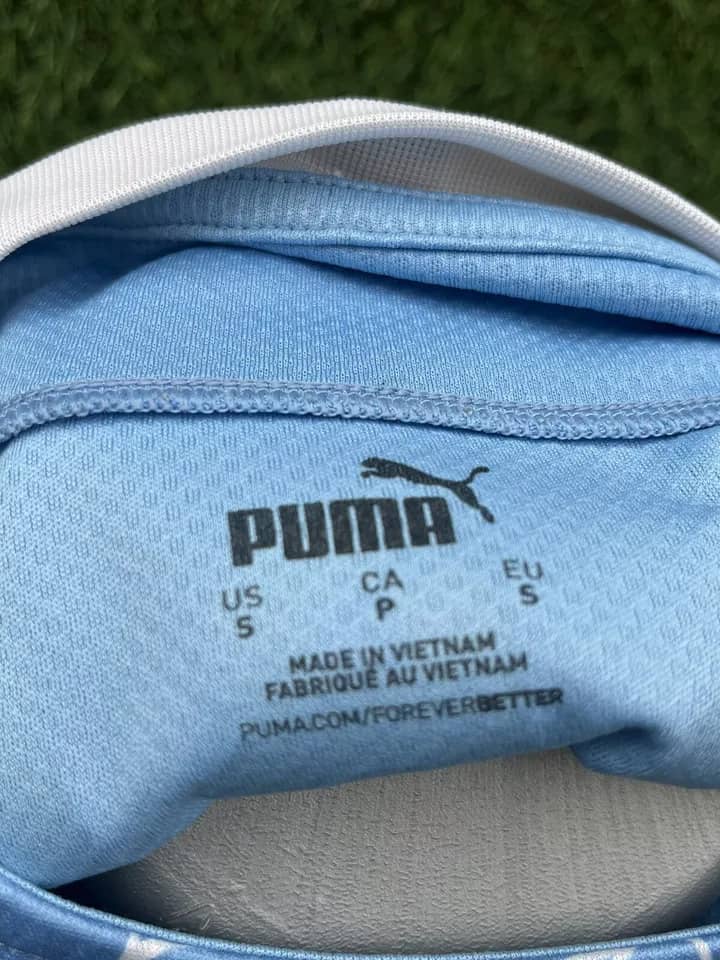 PUMA
US CA EU
S P S
MADE IN VIETNAM
FABRIQUÉ AU VIETNAM
PUMA.COM/FOREVERBETTER